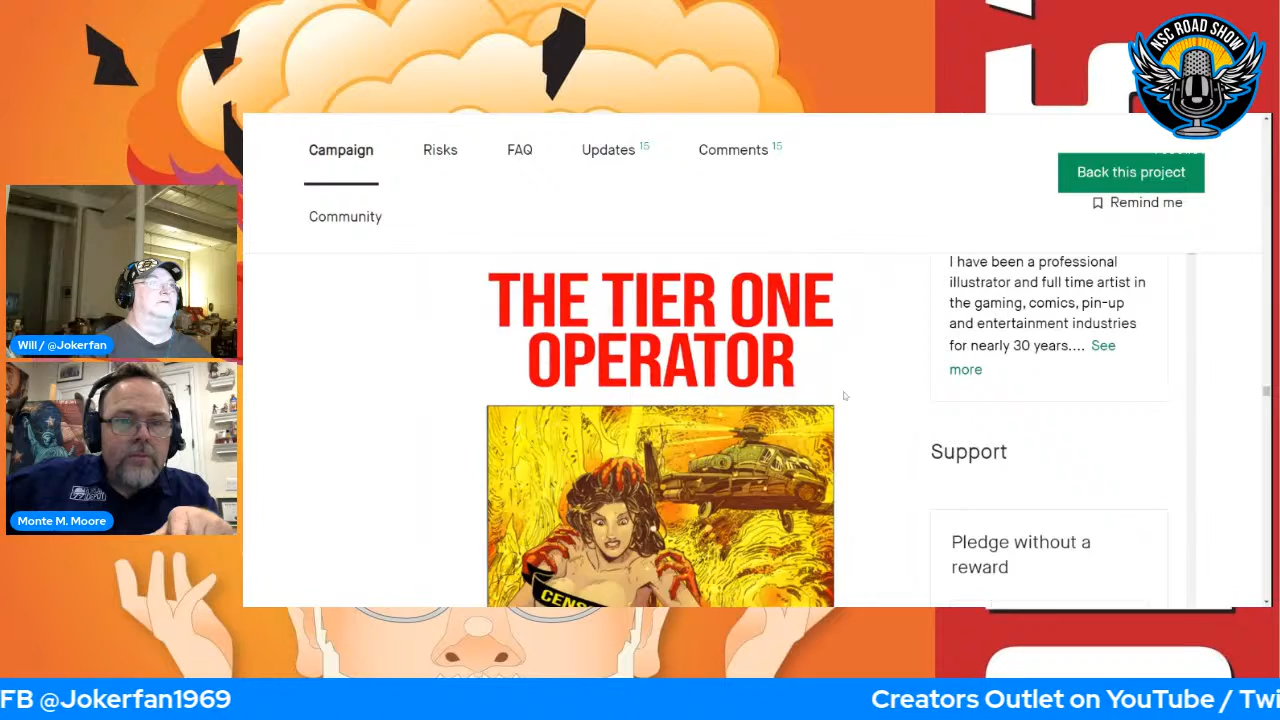 NSC ROAD SHOW
Campaign
Risks
FAQ
Updates 15
Comments 15
Back this project
Remind me
Community
I have been a professional
illustrator and full time artist in
the gaming, comics, pin-up
and entertainment industries
for nearly 30 years.... See
more
THE TIER ONE
OPERATOR
Support
Pledge without a
reward
CENS
Will / @Jokerfan
77 DEPOT
Monte M. Moore
FB @Jokerfan1969
Creators Outlet on YouTube / Twi